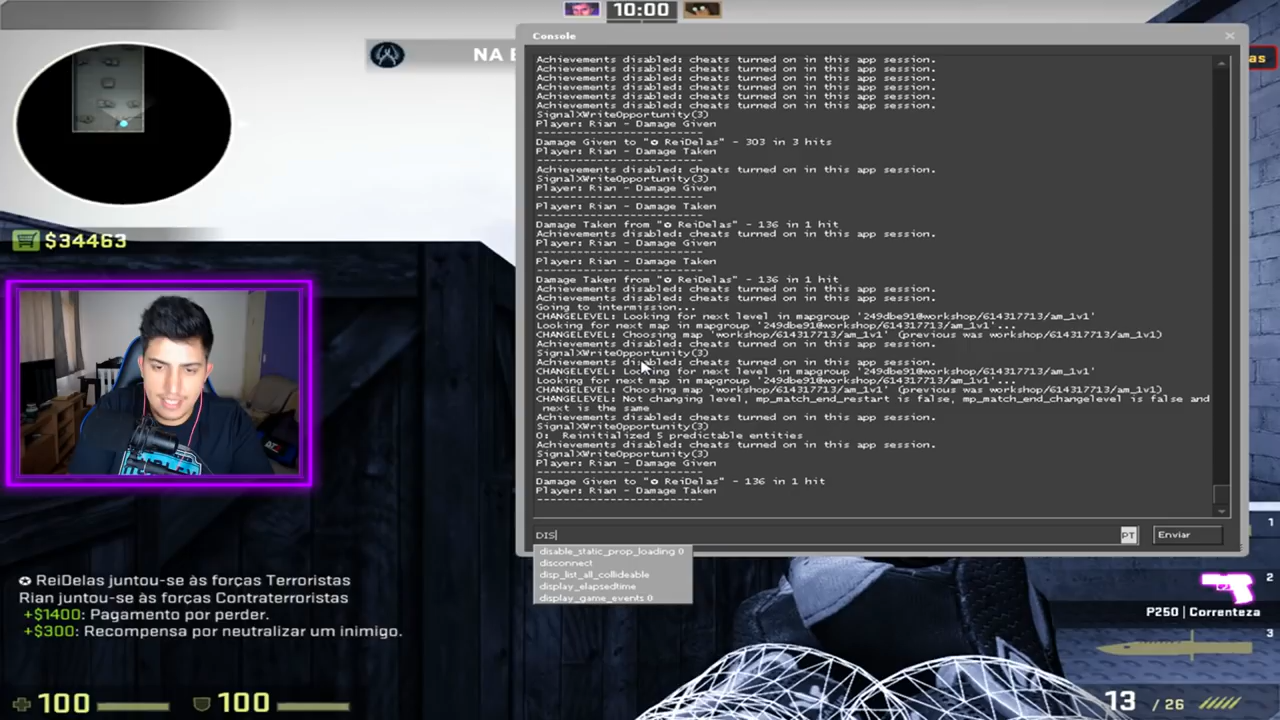 10:00
NA
as
$34463
Console
Achievements disabled: cheats turned on in this app session.
Achievements disabled: cheats turned on in this app session.
Achievements disabled: cheats turned on in this app session.
Achievements disabled: cheats turned on in this app session.
Achievements disabled: cheats turned on in this app session.
Achievements disabled: cheats turned on in this app session.
SignalXWriteOpportunity(3)
Player: Rian - Damage Given
-------------------------
Damage Given to "✪ ReiDelas" - 303 in 3 hits
Player: Rian - Damage Taken
-------------------------
Achievements disabled: cheats turned on in this app session.
SignalXWriteOpportunity(3)
Player: Rian - Damage Given
-------------------------
Player: Rian - Damage Taken
-------------------------
Damage Taken from "✪ ReiDelas" - 136 in 1 hit
Achievements disabled: cheats turned on in this app session.
Player: Rian - Damage Given
-------------------------
Player: Rian - Damage Taken
-------------------------
Damage Taken from "✪ ReiDelas" - 136 in 1 hit
Achievements disabled: cheats turned on in this app session.
Achievements disabled: cheats turned on in this app session.
Going to intermission...
CHANGELEVEL: Looking for next level in mapgroup '249dbe91@workshop/614317713/am_1v1'
Looking for next map in mapgroup '249dbe91@workshop/614317713/am_1v1'...
CHANGELEVEL: Choosing map 'workshop/614317713/am_1v1' (previous was workshop/614317713/am_1v1)
Achievements disabled: cheats turned on in this app session.
SignalXWriteOpportunity(3)
Achievements disabled: cheats turned on in this app session.
CHANGELEVEL: Looking for next level in mapgroup '249dbe91@workshop/614317713/am_1v1'
Looking for next map in mapgroup '249dbe91@workshop/614317713/am_1v1'...
CHANGELEVEL: Choosing map 'workshop/614317713/am_1v1' (previous was workshop/614317713/am_1v1)
CHANGELEVEL: Not changing level, mp_match_end_restart is false, mp_match_end_changelevel is false and
next is the same
Achievements disabled: cheats turned on in this app session.
SignalXWriteOpportunity(3)
0:  Reinitialized 5 predictable entities
Achievements disabled: cheats turned on in this app session.
SignalXWriteOpportunity(3)
Player: Rian - Damage Given
-------------------------
Damage Given to "✪ ReiDelas" - 136 in 1 hit
Player: Rian - Damage Taken
-------------------------
DIS
PT
Enviar
disable_static_prop_loading 0
disconnect
disp_list_all_collideable
display_elapsedtime
display_game_events 0
✪ ReiDelas juntou-se às forças Terroristas
Rian juntou-se às forças Contraterroristas
+$1400: Pagamento por perder.
+$300: Recompensa por neutralizar um inimigo.
100
100
1
2
P250 | Correnteza
3
13 / 26